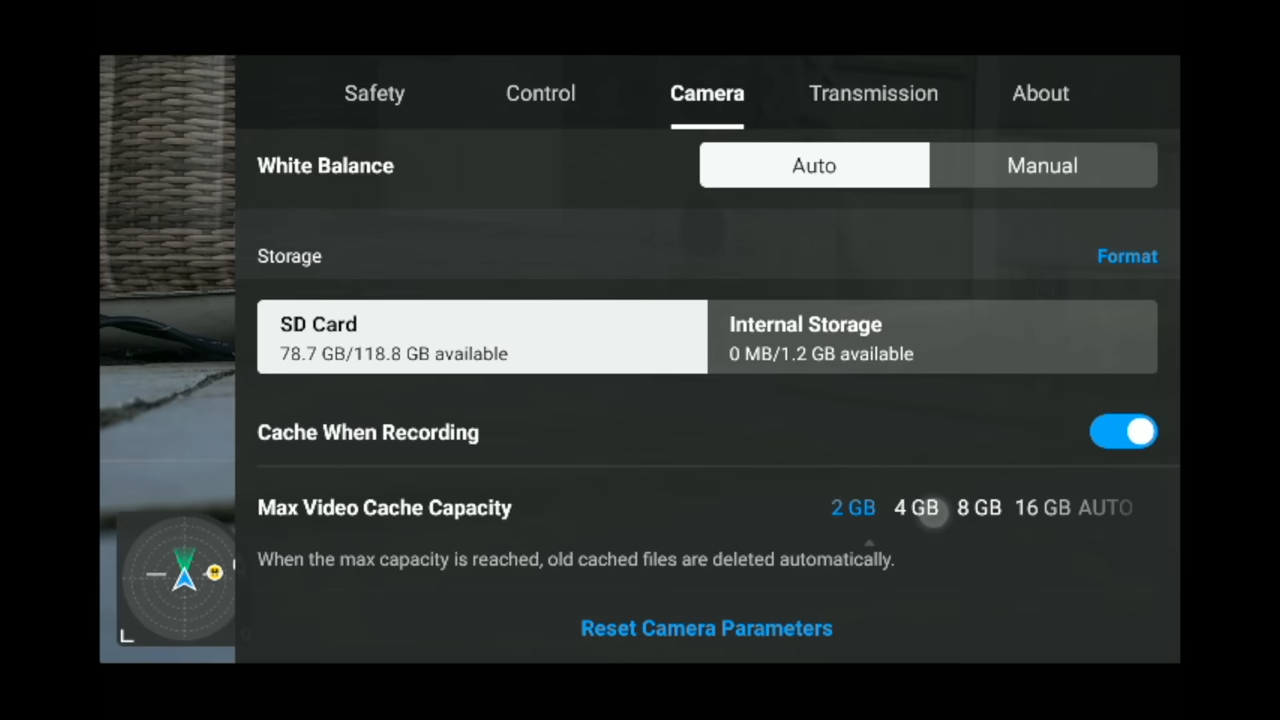 Safety Control Camera Transmission About
White Balance Auto Manual
Storage Format
SD Card Internal Storage
78.7 GB/118.8 GB available 0 MB/1.2 GB available
Cache When Recording
Max Video Cache Capacity 2 GB 4 GB 8 GB 16 GB AUTO
When the max capacity is reached, old cached files are deleted automatically.
H
L
Reset Camera Parameters